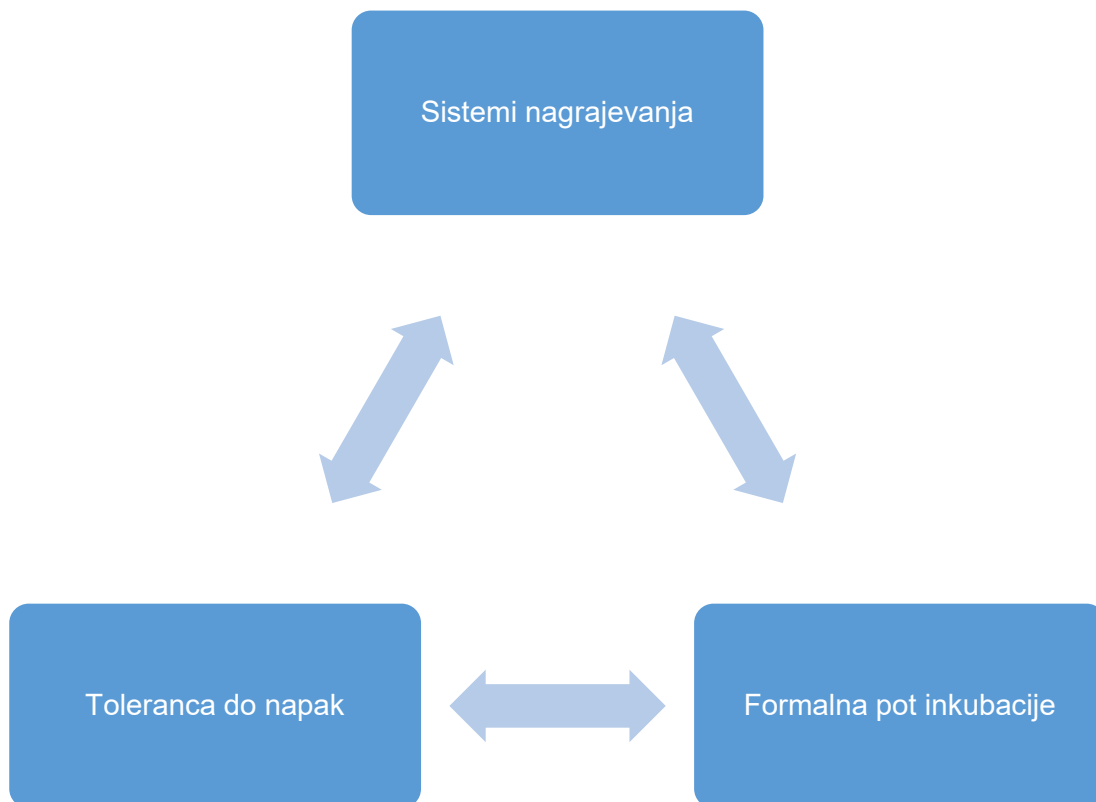 Sistemi nagrajevanja
Toleranca do napak
Formalna pot inkubacije